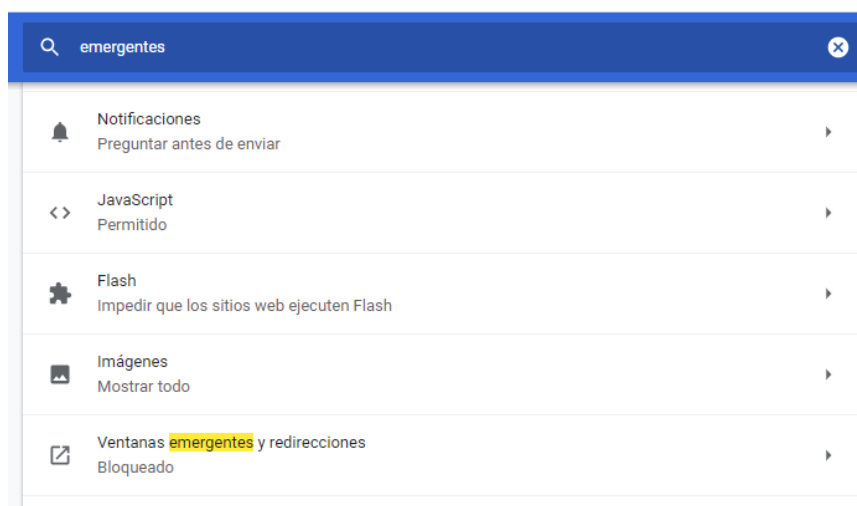 emergentes
Notificaciones
Preguntar antes de enviar
JavaScript
Permitido
Flash
Impedir que los sitios web ejecuten Flash
Imágenes
Mostrar todo
Ventanas emergentes y redirecciones
Bloqueado